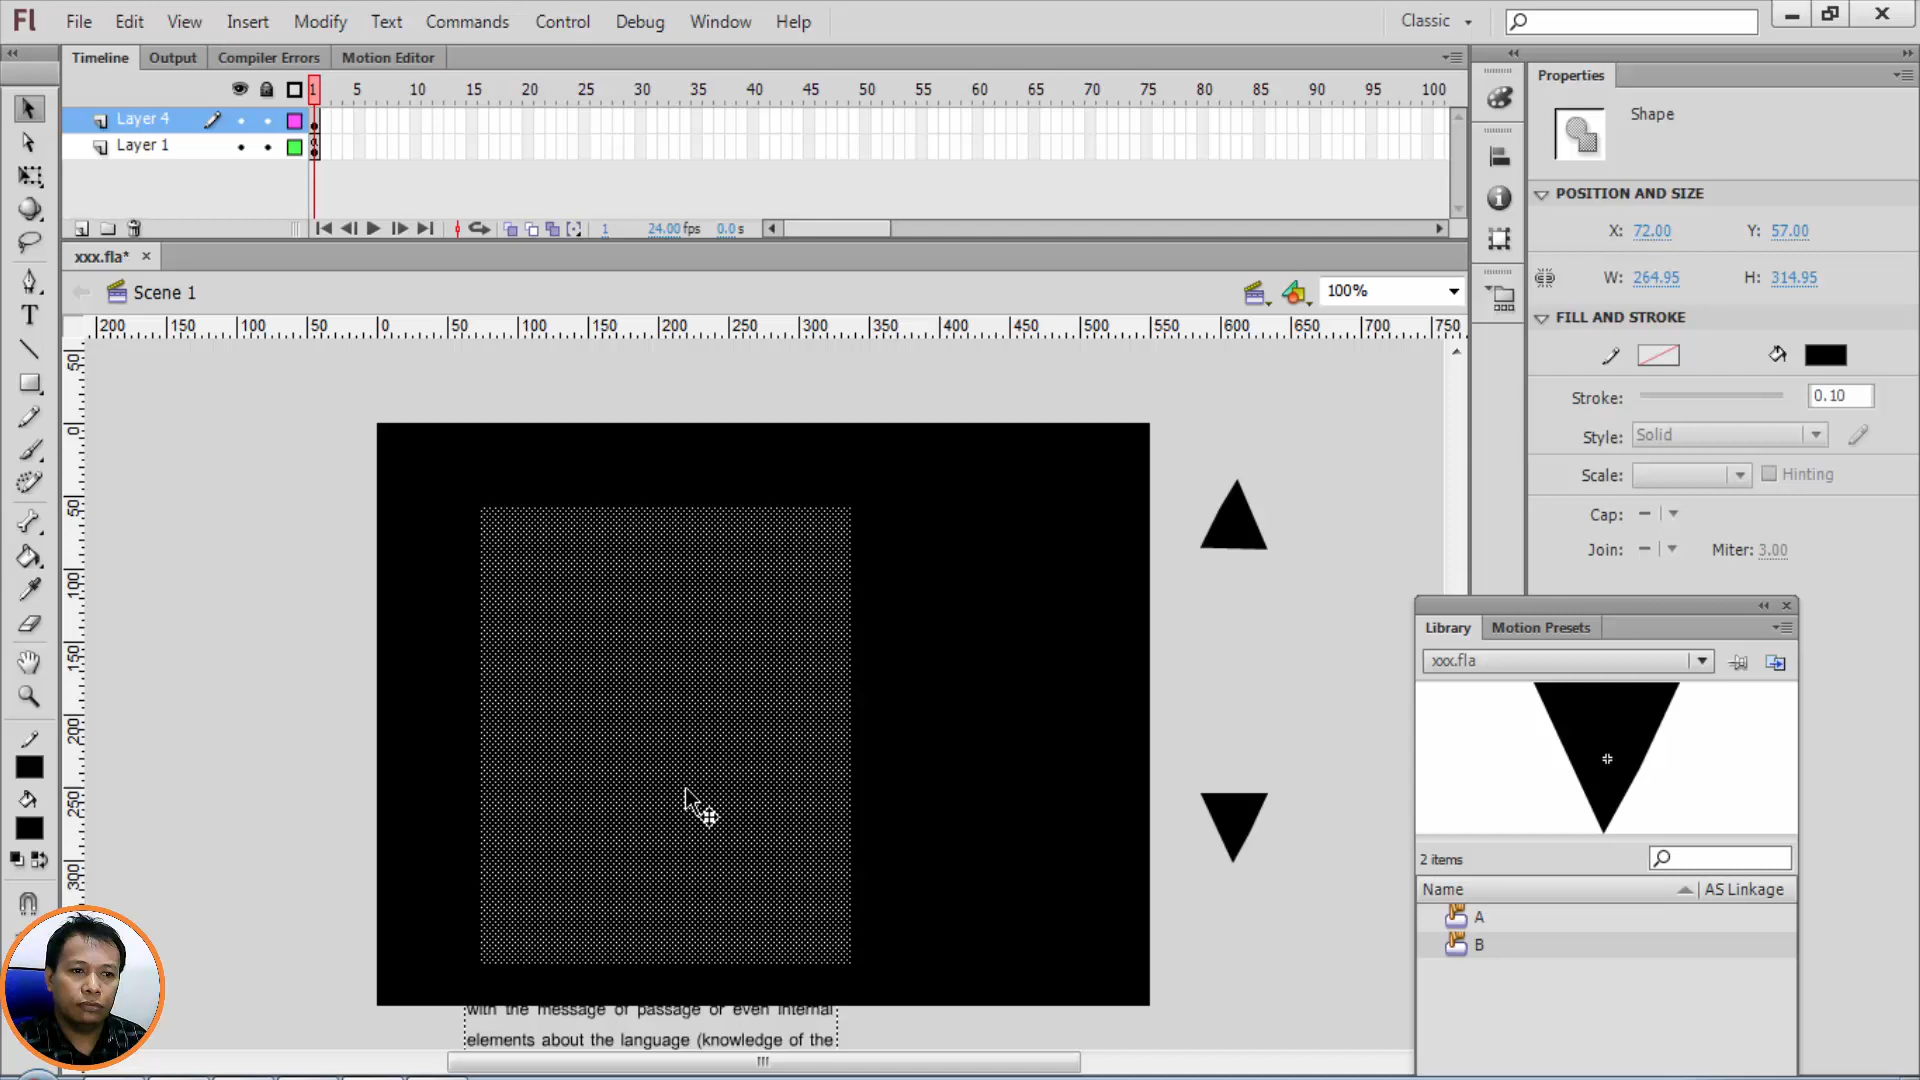 Fl File Edit View Insert Modify Text Commands Control Debug Window Help Classic
Timeline Output Compiler Errors Motion Editor
1 5 10 15 20 25 30 35 40 45 50 55 60 65 70 75 80 85 90 95 100
Layer 4
Layer 1
1 24.00 fps 0.0 s
xxx.fla*
Scene 1
100%
200 150 100 50 0 50 100 150 200 250 300 350 400 450 500 550 600 650 700 750
50
0
50
100
150
200
250
300
with the message of passage or even internal
elements about the language (knowledge of the
Properties
Shape
POSITION AND SIZE
X: 72.00 Y: 57.00
W: 264.95 H: 314.95
FILL AND STROKE
Stroke: 0.10
Style: Solid
Scale: Hinting
Cap:
Join: Miter: 3.00
Library Motion Presets
xxx.fla
2 items
Name AS Linkage
A
B